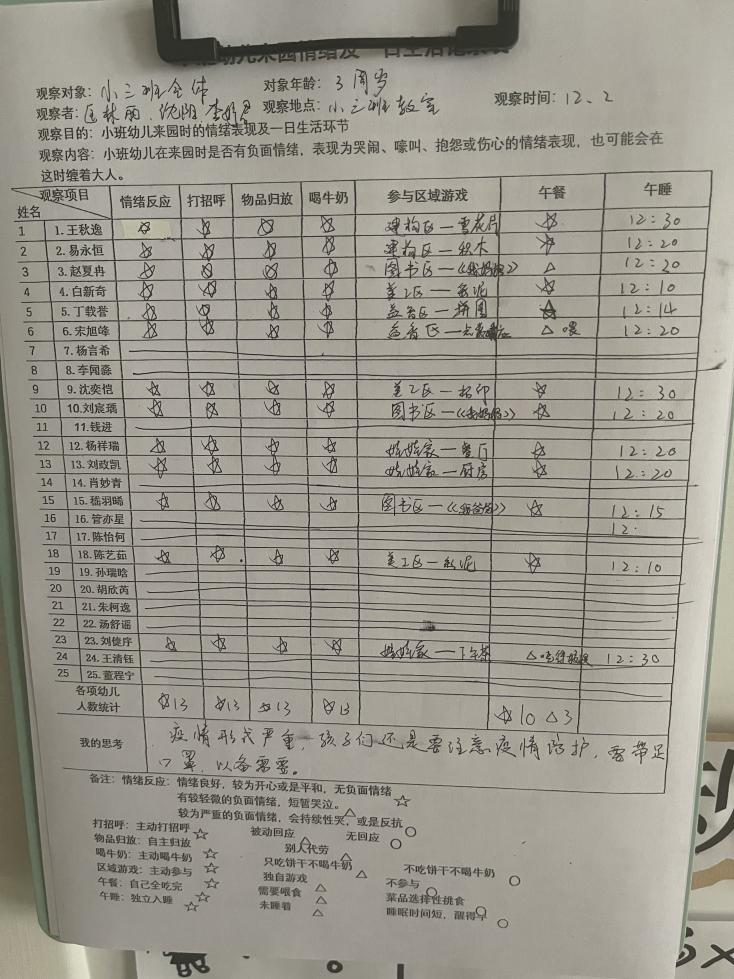 幼儿来园情绪及一日生活记录表
观察对象：小三班全体 对象年龄：3周岁
观察者： 林丽、 观察地点：小三班教室 观察时间：12、2
观察目的：小班幼儿来园时的情绪表现及一日生活环节
观察内容：小班幼儿在来园时是否有负面情绪，表现为哭闹、嚎叫、抱怨或伤心的情绪表现，也可能会在
这时缠着大人。
观察项目 姓名 情绪反应 打招呼 物品归放 喝牛奶 参与区域游戏 午餐 午睡
1 1.王秋逸 ☆ ☆ ☆ ☆ 建构区—雪花片 ☆ 12:30
2 2.易永恒 ☆ ☆ ☆ ☆ 建构区—积木 ☆ 12:20
3 3.赵夏冉 ☆ ☆ ☆ ☆ 图书区—《我妈妈》 △ 12:20
4 4.白新奇 ☆ ☆ ☆ ☆ 美工区—彩泥 ☆ 12:10
5 5.丁载誉 ☆ ☆ ☆ ☆ 益智区—拼图 ☆ 12:14
6 6.宋旭峰 ☆ ☆ ☆ ☆ 益智区— △ 喂 12:20
7 7.杨言希
8 8.李闻淼
9 9.沈奕恺 ☆ ☆ ☆ ☆ 美工区—拓印 ☆ 12:30
10 10.刘宸瑀 ☆ ☆ ☆ ☆ 图书区—《我妈妈》 ☆ 12:20
11 11.钱进
12 12.杨祥瑞 ☆ ☆ ☆ ☆ 娃娃家—餐厅 ☆ 12:20
13 13.刘政凯 ☆ ☆ ☆ ☆ 娃娃家—厨房 ☆ 12:20
14 14.肖妙青
15 15.嵇羽晞 ☆ ☆ ☆ ☆ 图书区—《我爸爸》 ☆ 12:15
16 16.管亦星 12:
17 17.陈怡何
18 18.陈艺茹 ☆ ☆ ☆ ☆ 美工区—彩泥 ☆ 12:10
19 19.孙瑞晗
20 20.胡欣芮
21 21.朱柯逸
22 22.汤舒谣
23 23.刘倢序 ☆ ☆ ☆ ☆ 娃娃家—下午茶 △ 12:30
24 24.王清钰
25 25.董程宁
各项幼儿人数统计 ☆13 ☆13 ☆13 ☆13 ☆10 △3
我的思考 疫情形式严重，孩子们还是要注意疫情防护，需带足
口罩，以备需要。
备注：情绪反应：情绪良好，较为开心或是平和，无负面情绪 ☆
有较轻微的负面情绪，短暂哭泣。 △
较为严重的负面情绪，会持续性哭，或是反抗 ○
打招呼：主动打招呼 ☆ 被动回应 △ 无回应 ○
物品归放：自主归放 ☆ 别人代劳 △
喝牛奶：主动喝牛奶 ☆ 只吃饼干不喝牛奶 △ 不吃饼干不喝牛奶 ○
区域游戏：主动参与 ☆ 独自游戏 △ 不参与 ○
午餐：自己全吃完 ☆ 需要喂食 △ 菜品选择性挑食 ○
午睡：独立入睡 ☆ 未睡着 △ 睡眠时间短，醒得早 ○